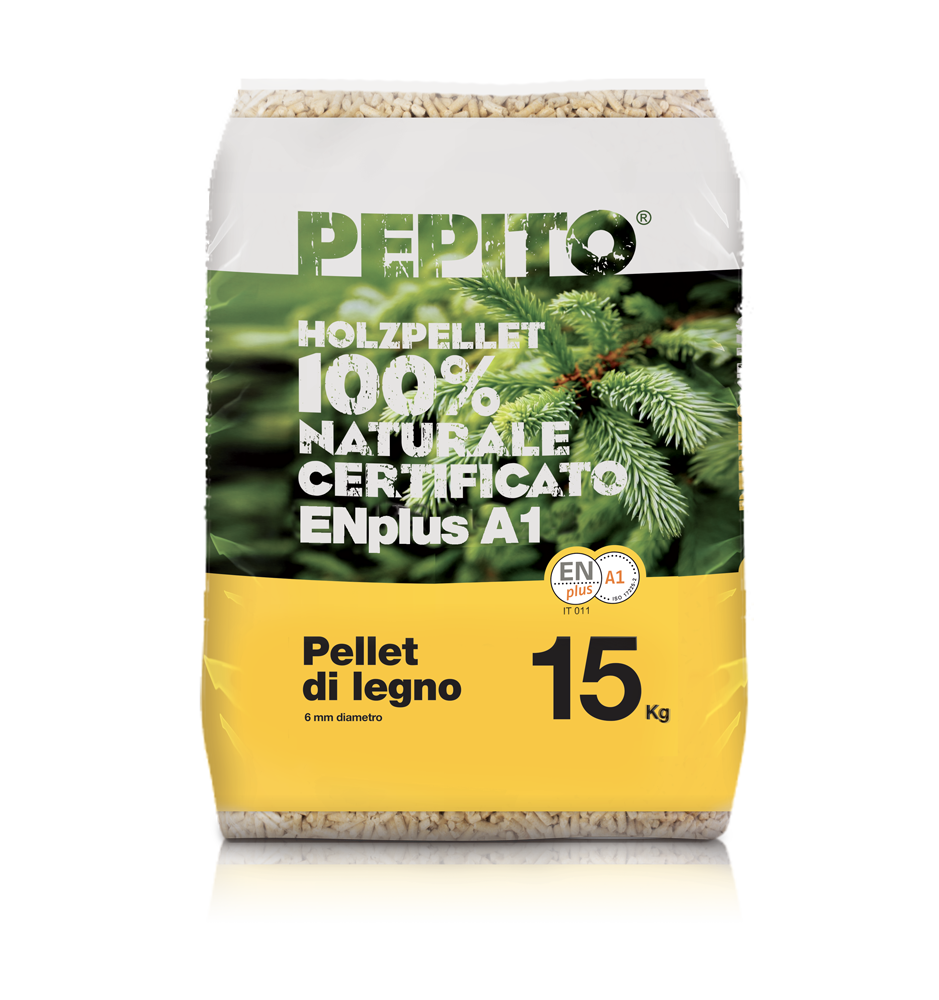 PEPITO®
HOLZPELLET
100%
NATURALE
CERTIFICATO
ENplus A1
EN
plus
A1
IT 011
Pellet
di legno
6 mm diametro
15 Kg